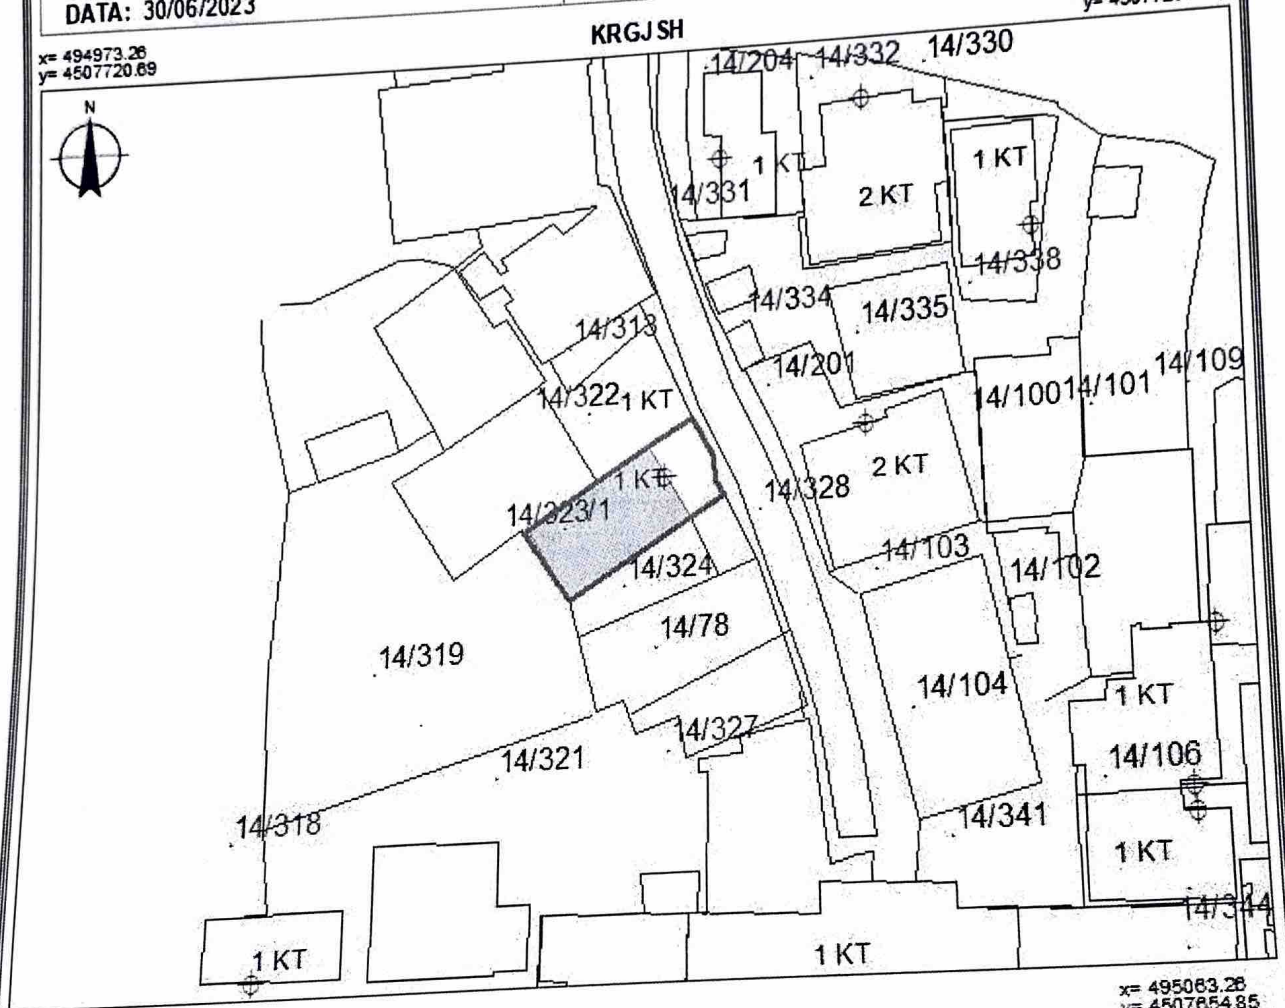 DATA: 30/06/2023
KRGJSH
x= 494973.26
y= 4507720.69
N
14/204
14/332
14/330
1 KT
1 KT
14/331
2 KT
14/338
14/334
14/335
14/313
14/201
14/109
14/322
1 KT
14/100
14/101
1 KT
2 KT
14/328
14/323/1
14/103
14/324
14/102
14/78
14/319
14/104
1 KT
14/327
14/321
14/106
14/318
14/341
1 KT
14/344
1 KT
1 KT
x= 495063.26
y= 4507654.85